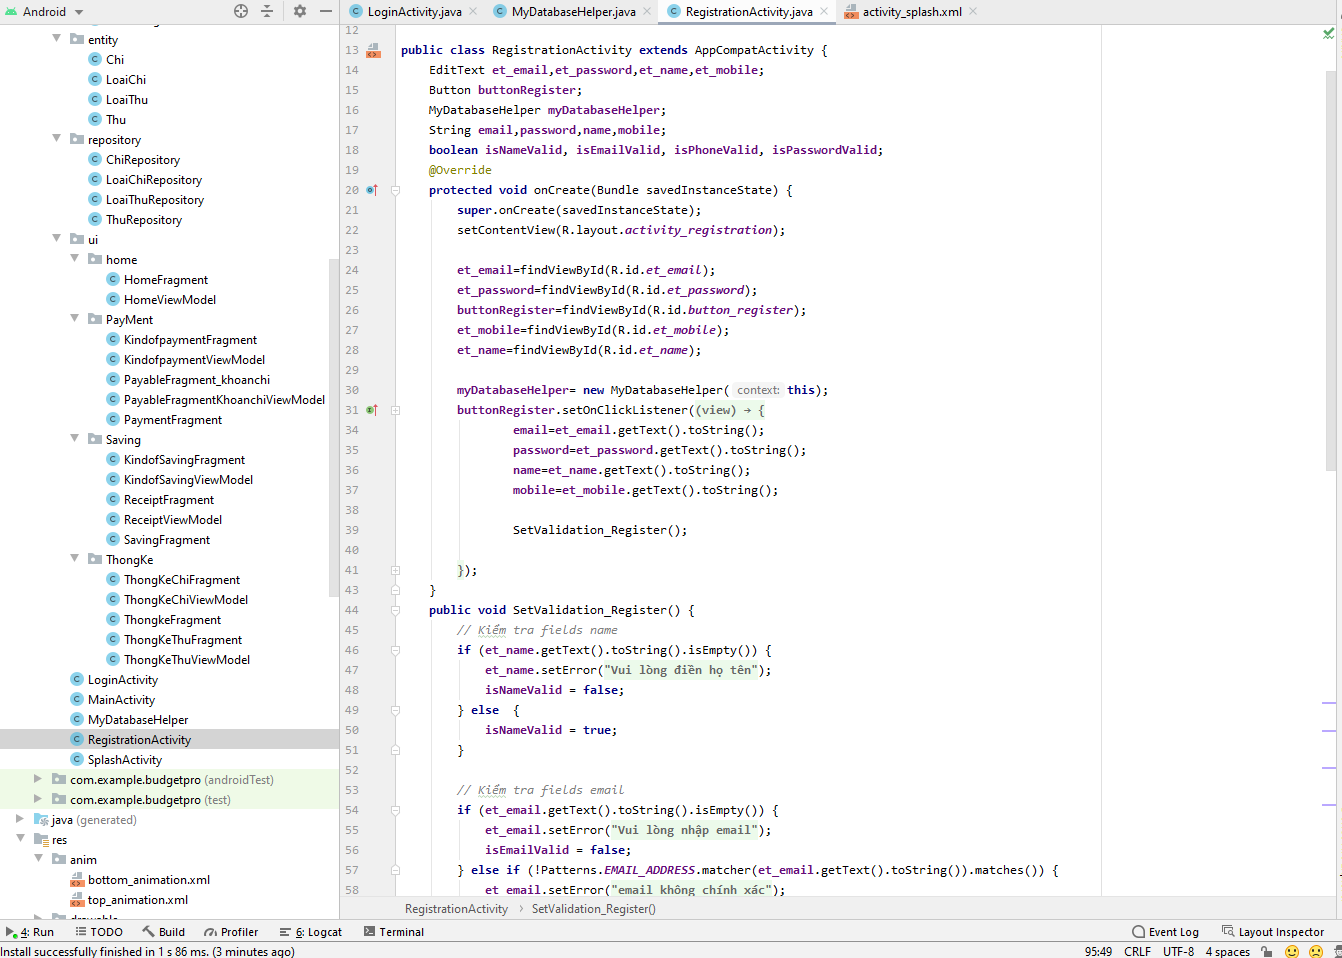 Android
LoginActivity.java
MyDatabaseHelper.java
RegistrationActivity.java
activity_splash.xml
entity
Chi
LoaiChi
LoaiThu
Thu
repository
ChiRepository
LoaiChiRepository
LoaiThuRepository
ThuRepository
ui
home
HomeFragment
HomeViewModel
PayMent
KindofpaymentFragment
KindofpaymentViewModel
PayableFragment_khoanchi
PayableFragmentKhoanchiViewModel
PaymentFragment
Saving
KindofSavingFragment
KindofSavingViewModel
ReceiptFragment
ReceiptViewModel
SavingFragment
ThongKe
ThongKeChiFragment
ThongKeChiViewModel
ThongkeFragment
ThongKeThuFragment
ThongKeThuViewModel
LoginActivity
MainActivity
MyDatabaseHelper
RegistrationActivity
SplashActivity
com.example.budgetpro (androidTest)
com.example.budgetpro (test)
java (generated)
res
anim
bottom_animation.xml
top_animation.xml
12
13 public class RegistrationActivity extends AppCompatActivity {
14 EditText et_email,et_password,et_name,et_mobile;
15 Button buttonRegister;
16 MyDatabaseHelper myDatabaseHelper;
17 String email,password,name,mobile;
18 boolean isNameValid, isEmailValid, isPhoneValid, isPasswordValid;
19 @Override
20 protected void onCreate(Bundle savedInstanceState) {
21 super.onCreate(savedInstanceState);
22 setContentView(R.layout.activity_registration);
23
24 et_email=findViewById(R.id.et_email);
25 et_password=findViewById(R.id.et_password);
26 buttonRegister=findViewById(R.id.button_register);
27 et_mobile=findViewById(R.id.et_mobile);
28 et_name=findViewById(R.id.et_name);
29
30 myDatabaseHelper= new MyDatabaseHelper( context: this);
31 buttonRegister.setOnClickListener((view) → {
34 email=et_email.getText().toString();
35 password=et_password.getText().toString();
36 name=et_name.getText().toString();
37 mobile=et_mobile.getText().toString();
38
39 SetValidation_Register();
40
41 });
43 }
44 public void SetValidation_Register() {
45 // Kiểm tra fields name
46 if (et_name.getText().toString().isEmpty()) {
47 et_name.setError("Vui lòng điền họ tên");
48 isNameValid = false;
49 } else {
50 isNameValid = true;
51 }
52
53 // Kiểm tra fields email
54 if (et_email.getText().toString().isEmpty()) {
55 et_email.setError("Vui lòng nhập email");
56 isEmailValid = false;
57 } else if (!Patterns.EMAIL_ADDRESS.matcher(et_email.getText().toString()).matches()) {
58 et_email.setError("email không chính xác");
RegistrationActivity › SetValidation_Register()
4: Run TODO Build Profiler 6: Logcat Terminal Event Log Layout Inspector
Install successfully finished in 1 s 86 ms. (3 minutes ago) 95:49 CRLF UTF-8 4 spaces